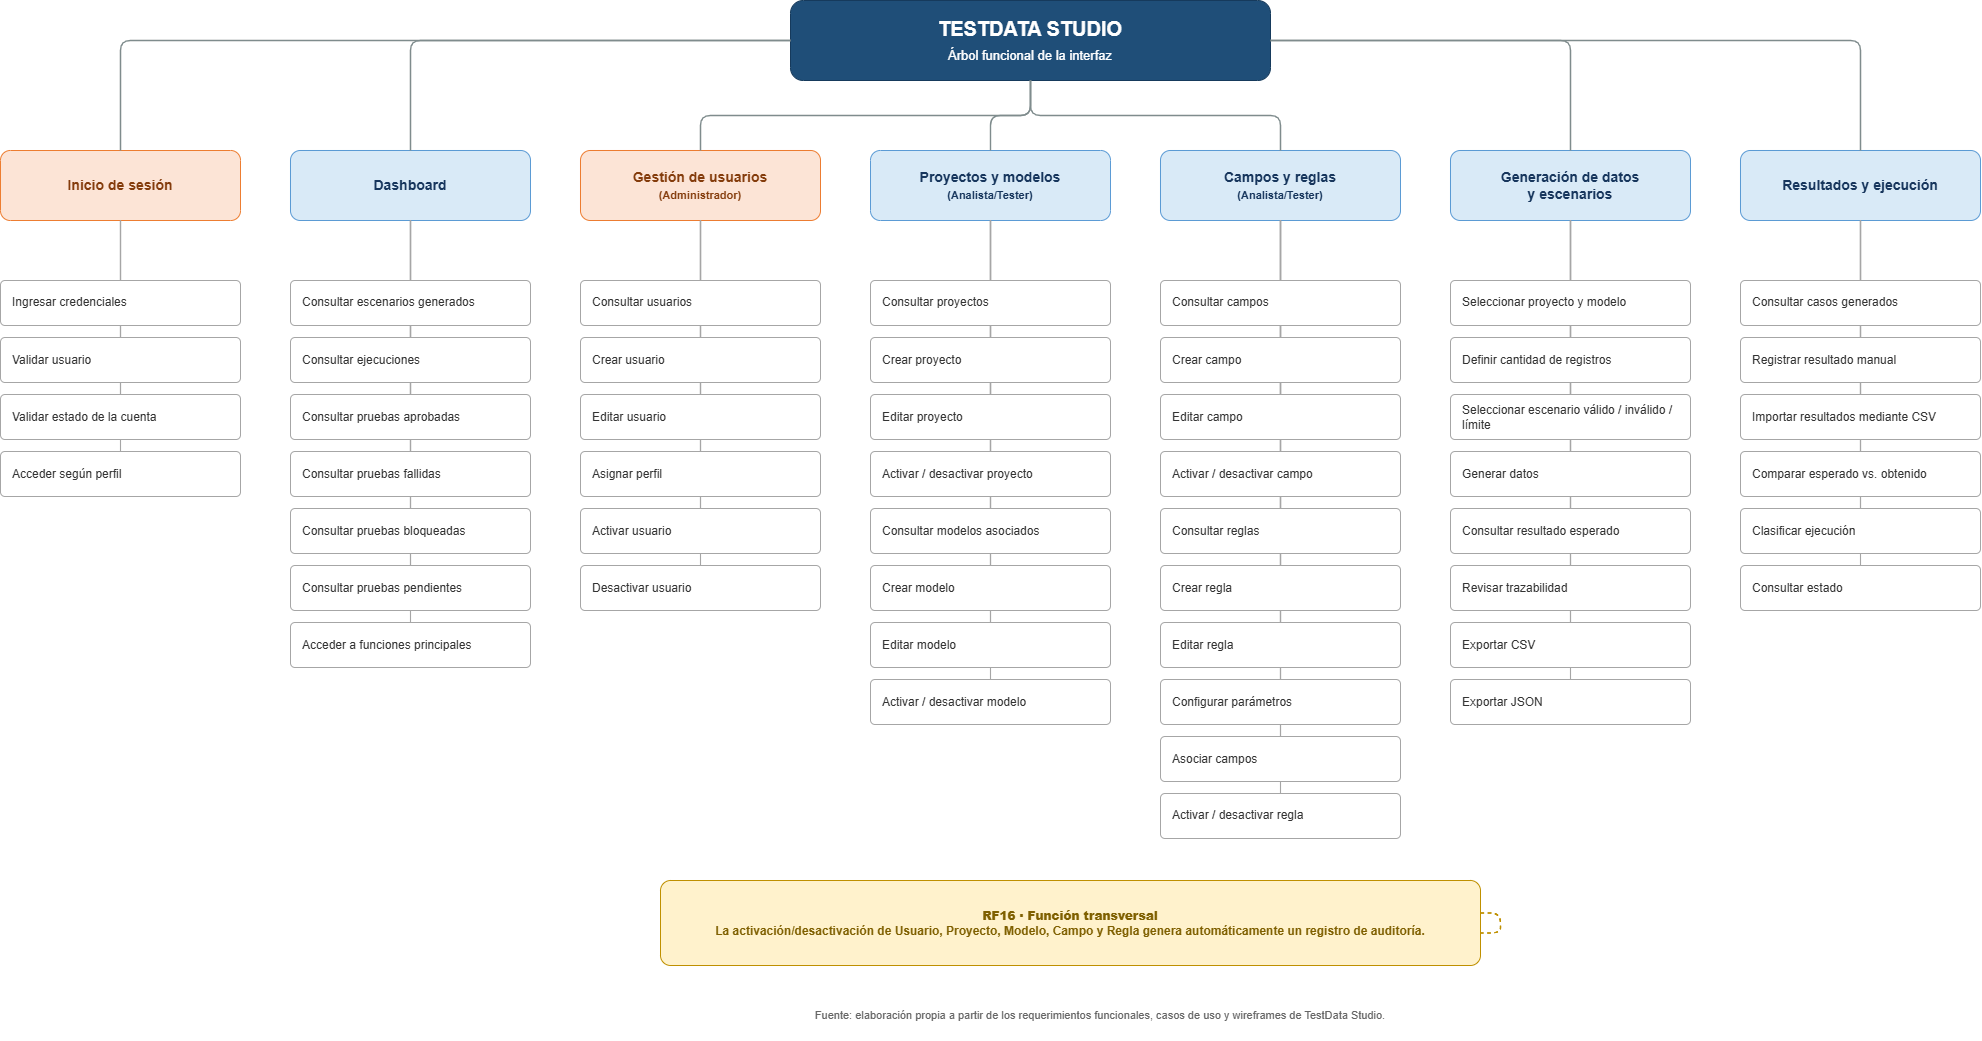 TESTDATA STUDIO
Árbol funcional de la interfaz
Inicio de sesión
Ingresar credenciales
Validar usuario
Validar estado de la cuenta
Acceder según perfil
Dashboard
Consultar escenarios generados
Consultar ejecuciones
Consultar pruebas aprobadas
Consultar pruebas fallidas
Consultar pruebas bloqueadas
Consultar pruebas pendientes
Acceder a funciones principales
Gestión de usuarios
(Administrador)
Consultar usuarios
Crear usuario
Editar usuario
Asignar perfil
Activar usuario
Desactivar usuario
Proyectos y modelos
(Analista/Tester)
Consultar proyectos
Crear proyecto
Editar proyecto
Activar / desactivar proyecto
Consultar modelos asociados
Crear modelo
Editar modelo
Activar / desactivar modelo
Campos y reglas
(Analista/Tester)
Consultar campos
Crear campo
Editar campo
Activar / desactivar campo
Consultar reglas
Crear regla
Editar regla
Configurar parámetros
Asociar campos
Activar / desactivar regla
Generación de datos
y escenarios
Seleccionar proyecto y modelo
Definir cantidad de registros
Seleccionar escenario válido / inválido /
límite
Generar datos
Consultar resultado esperado
Revisar trazabilidad
Exportar CSV
Exportar JSON
Resultados y ejecución
Consultar casos generados
Registrar resultado manual
Importar resultados mediante CSV
Comparar esperado vs. obtenido
Clasificar ejecución
Consultar estado
RF16 · Función transversal
La activación/desactivación de Usuario, Proyecto, Modelo, Campo y Regla genera automáticamente un registro de auditoría.
Fuente: elaboración propia a partir de los requerimientos funcionales, casos de uso y wireframes de TestData Studio.